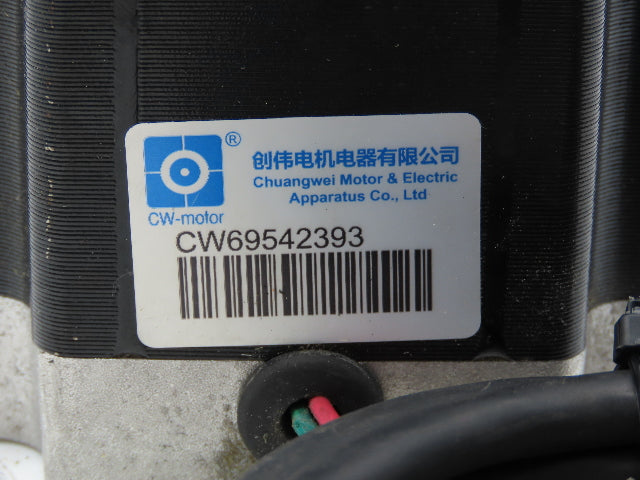 ®
创伟电机电器有限公司
Chuangwei Motor & Electric
Apparatus Co., Ltd
CW-motor
CW69542393